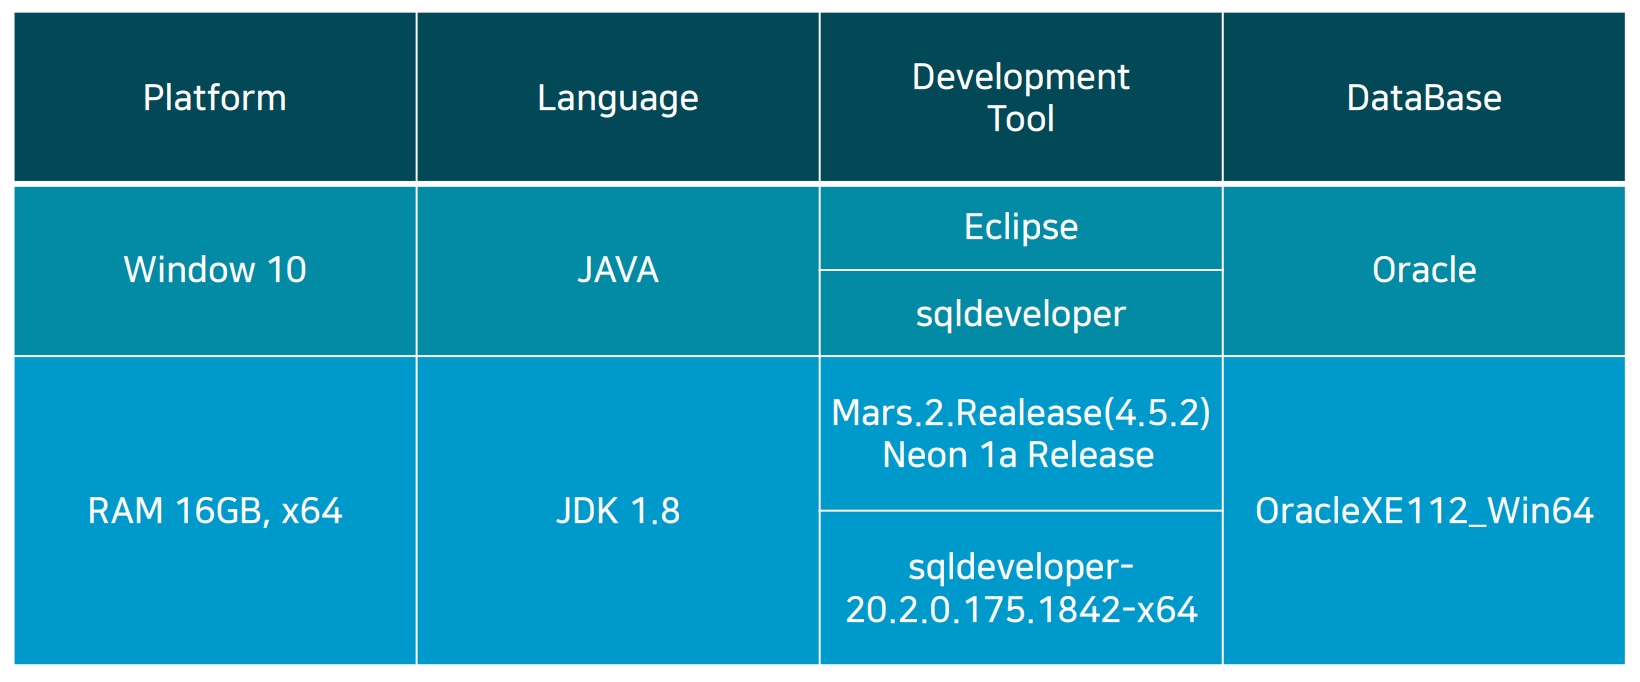 Platform
Language
Development
Tool
DataBase
Window 10
JAVA
Eclipse
sqldeveloper
Oracle
RAM 16GB, x64
JDK 1.8
Mars.2.Realease(4.5.2)
Neon 1a Release
sqldeveloper-
20.2.0.175.1842-x64
OracleXE112_Win64